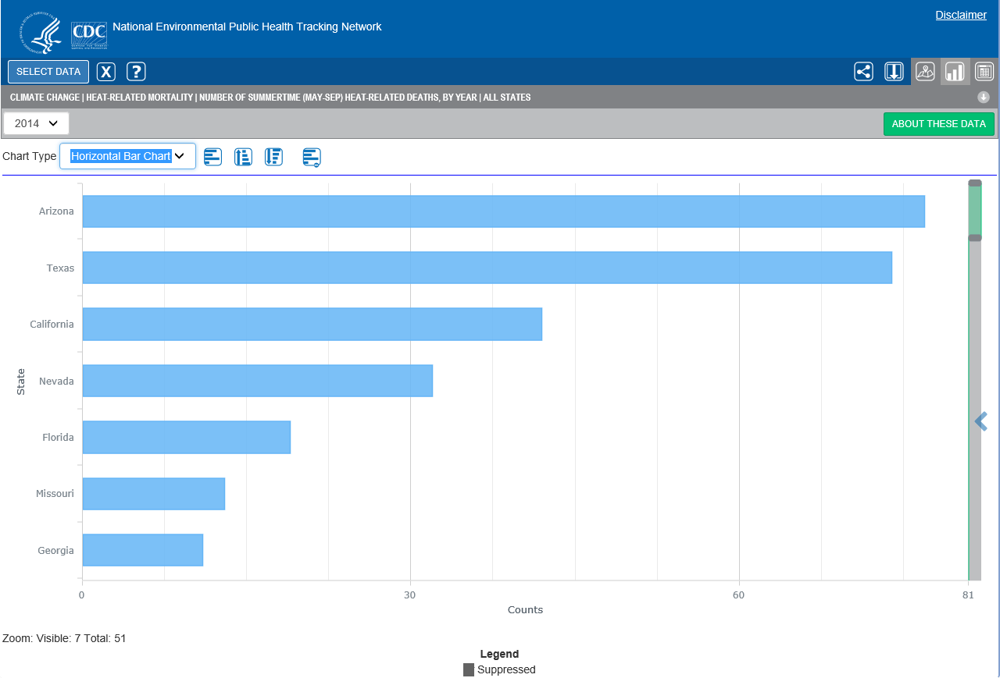 Disclaimer
CDC National Environmental Public Health Tracking Network
SELECT DATA X ?
CLIMATE CHANGE | HEAT-RELATED MORTALITY | NUMBER OF SUMMERTIME (MAY-SEP) HEAT-RELATED DEATHS, BY YEAR | ALL STATES
2014 ABOUT THESE DATA
Chart Type Horizontal Bar Chart
Arizona
Texas
California
Nevada
State
Florida
Missouri
Georgia
0 30 60 81
Counts
Zoom: Visible: 7 Total: 51
Legend
Suppressed